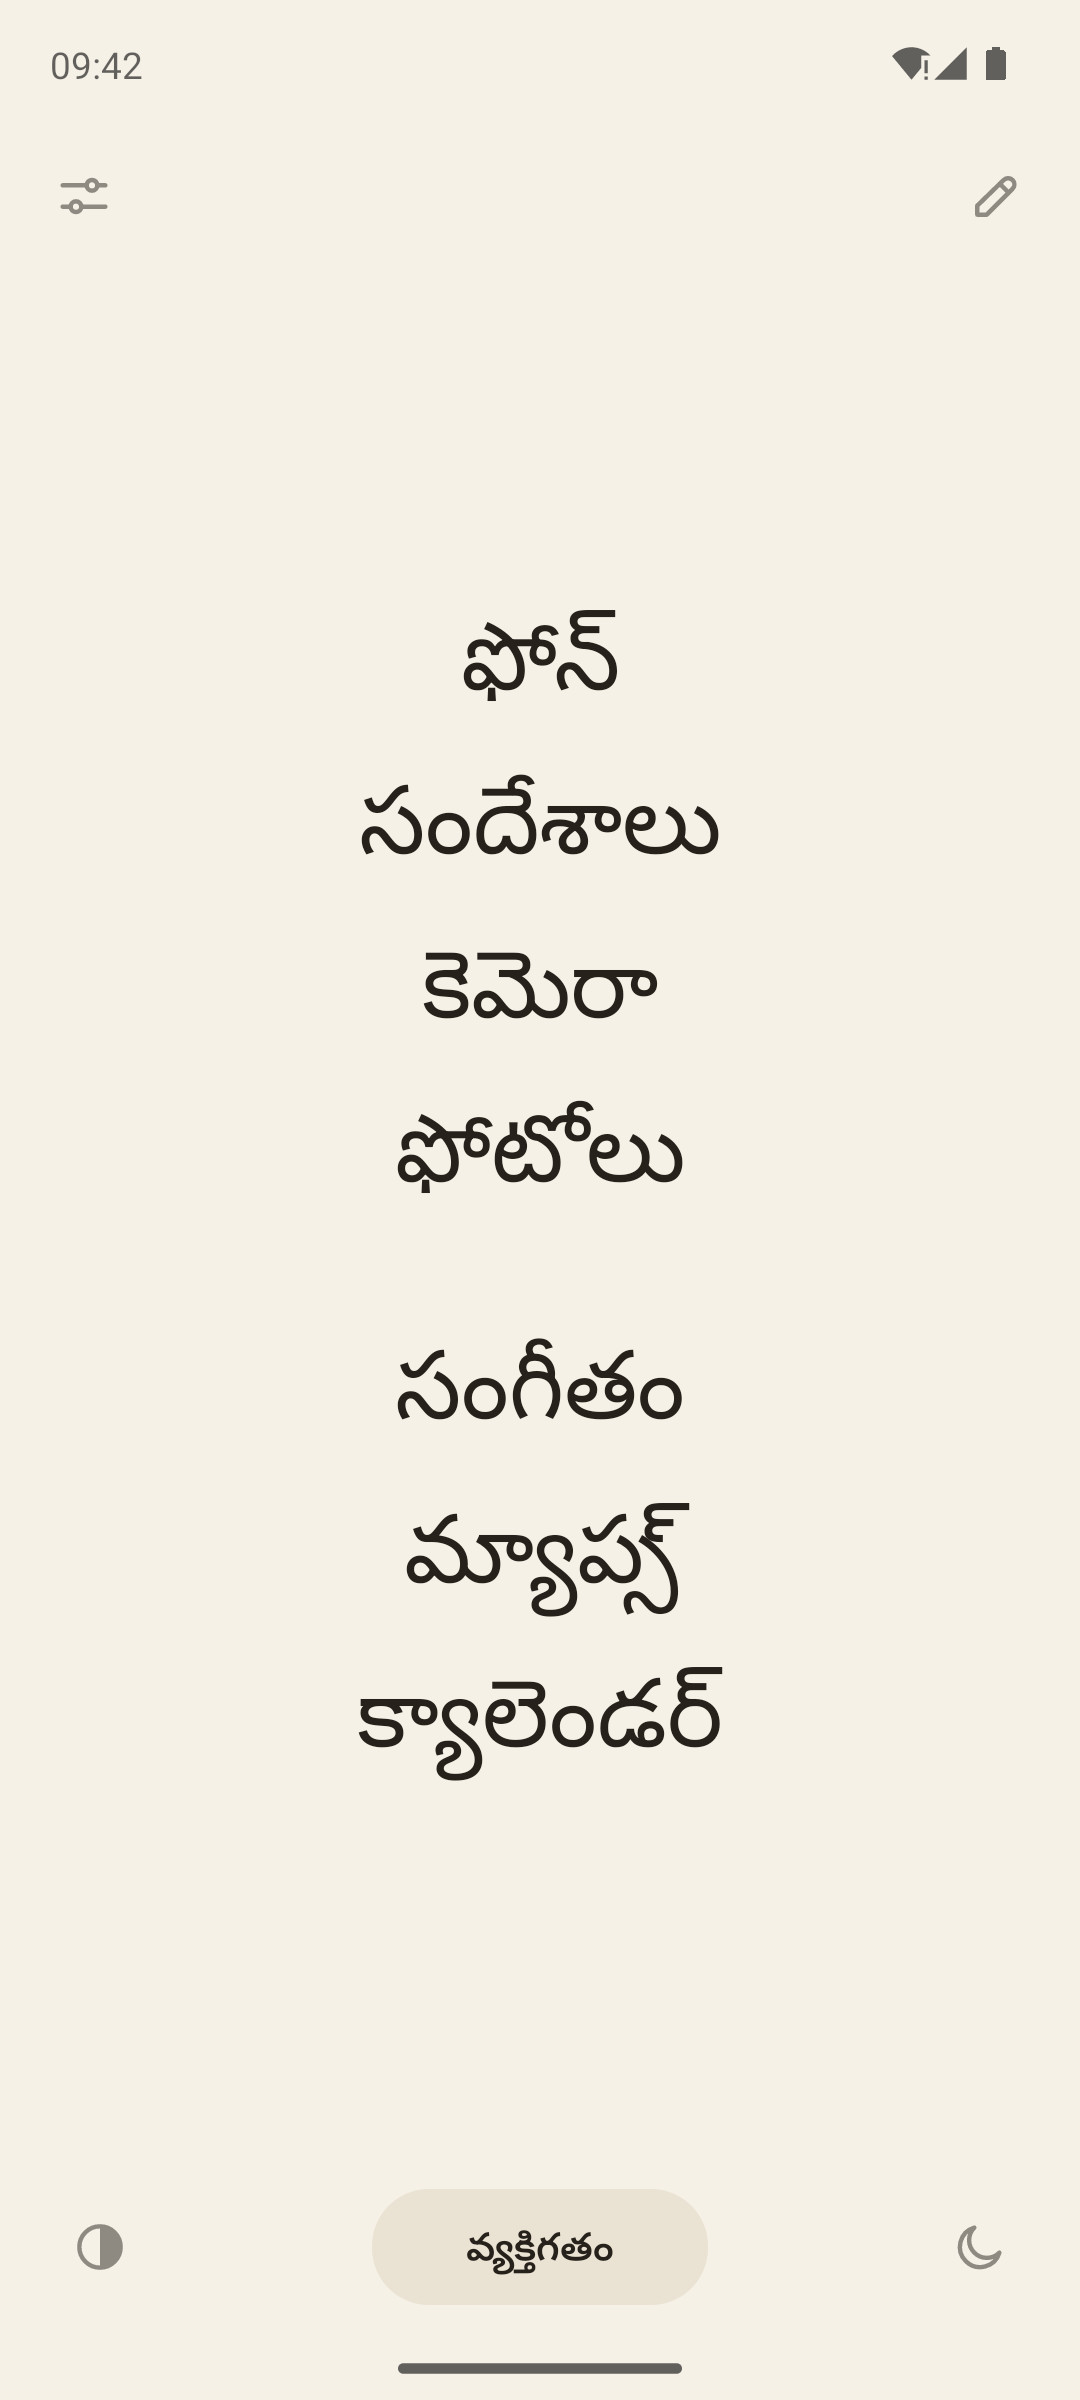 09:42
ఫోన్
సందేశాలు
కెమెరా
ఫోటోలు
సంగీతం
మ్యాప్స్
క్యాలెండర్
వ్యక్తిగతం